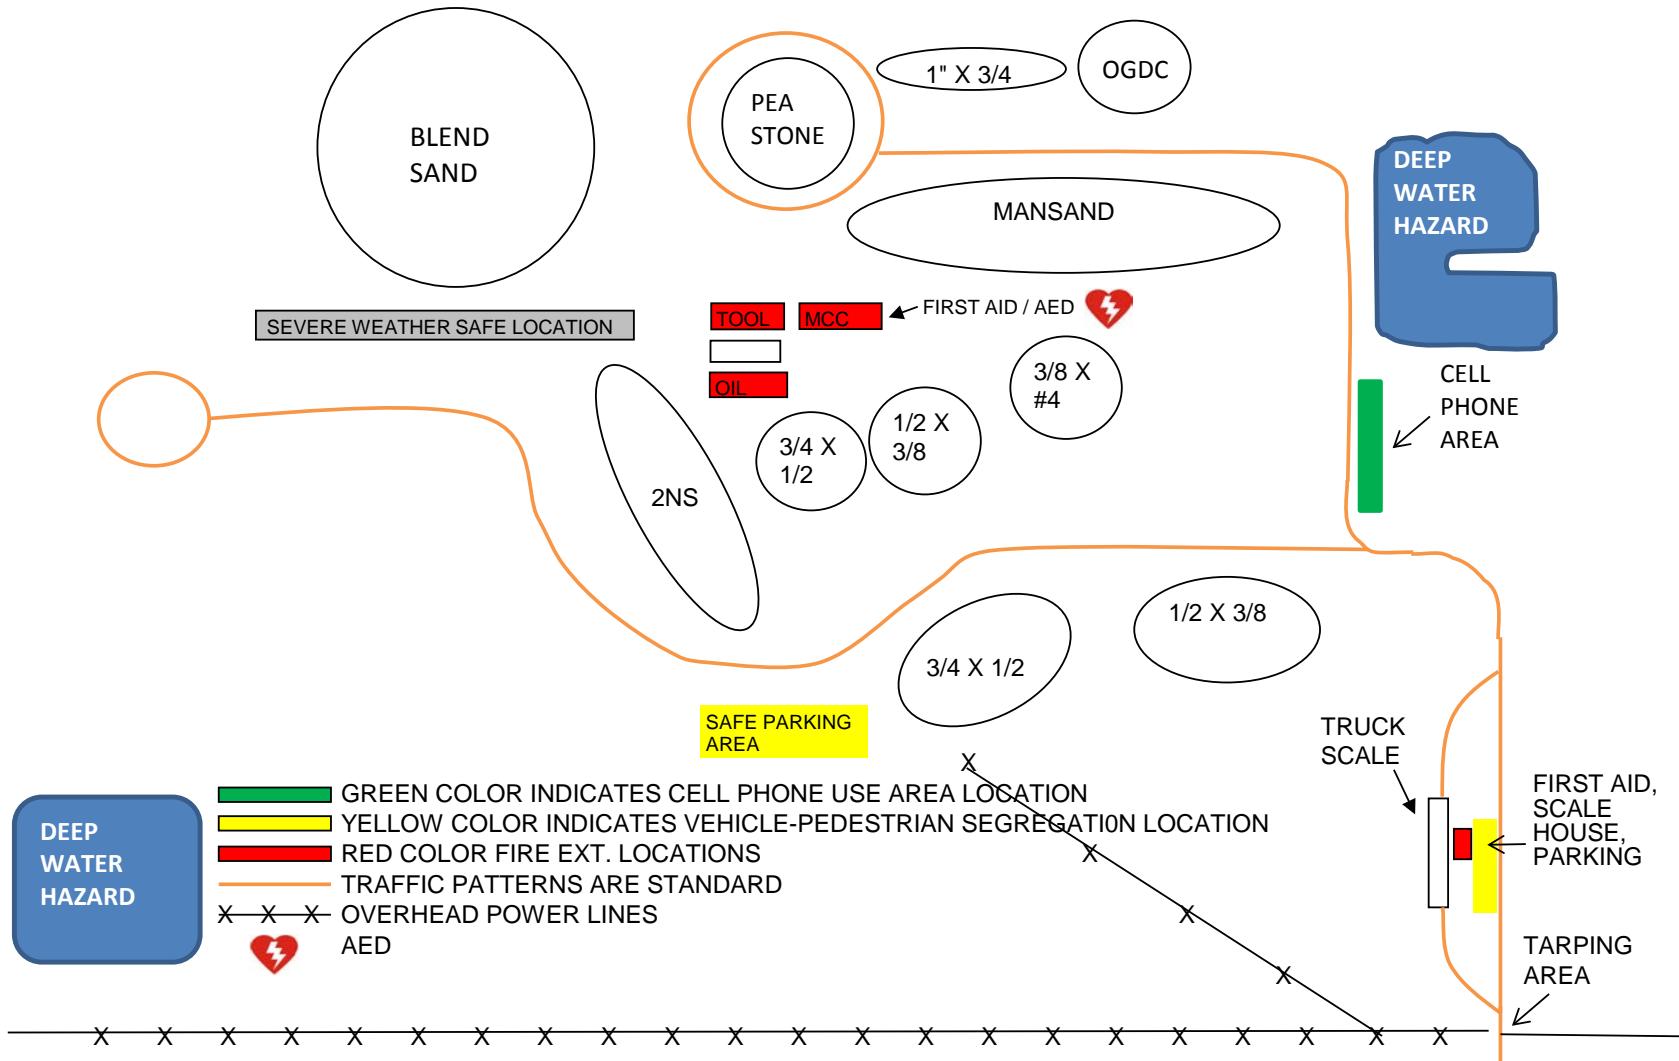 BLEND
SAND
PEA
STONE
1" X 3/4
OGDC
MANSAND
DEEP
WATER
HAZARD
SEVERE WEATHER SAFE LOCATION
TOOL
MCC
FIRST AID / AED
OIL
3/8 X
#4
CELL
PHONE
AREA
3/4 X
1/2
1/2 X
3/8
2NS
1/2 X 3/8
3/4 X 1/2
SAFE PARKING
AREA
TRUCK
SCALE
FIRST AID,
SCALE
HOUSE,
PARKING
DEEP
WATER
HAZARD
GREEN COLOR INDICATES CELL PHONE USE AREA LOCATION
YELLOW COLOR INDICATES VEHICLE-PEDESTRIAN SEGREGATI0N LOCATION
RED COLOR FIRE EXT. LOCATIONS
TRAFFIC PATTERNS ARE STANDARD
X X X OVERHEAD POWER LINES
AED
X
X
X
X
TARPING
AREA
X X X X X X X X X X X X X X X X X X X X X X